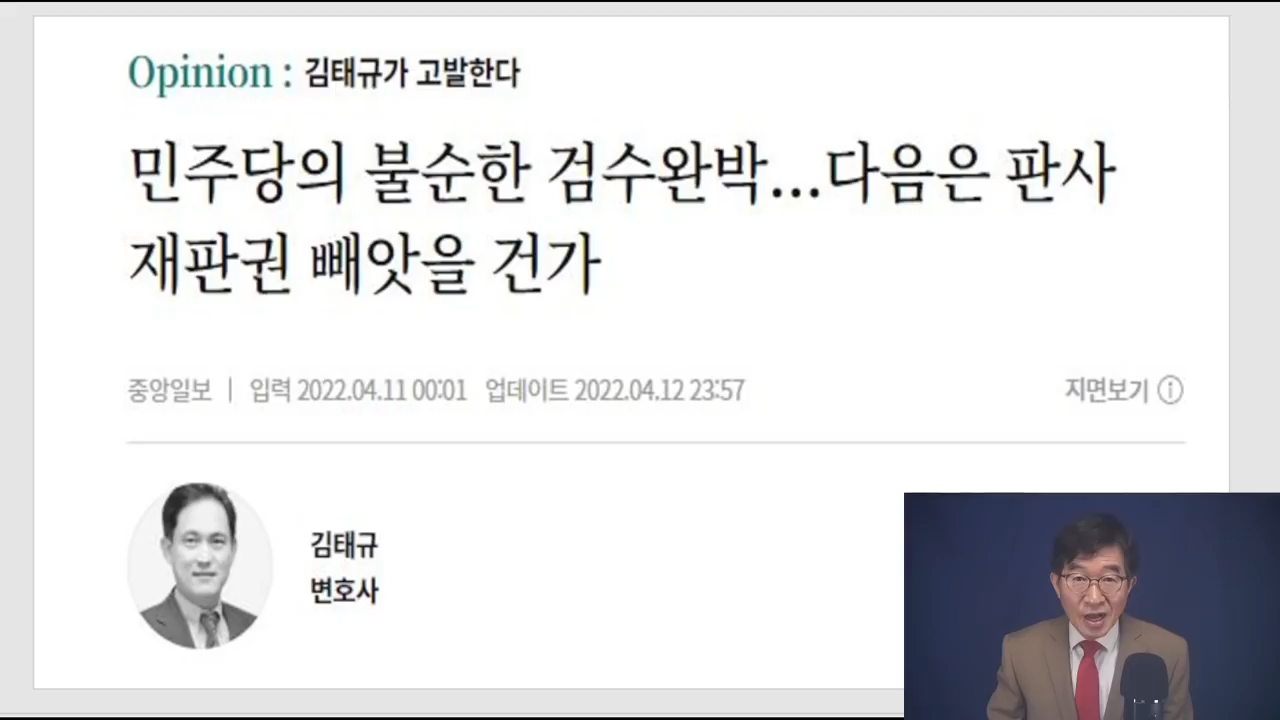 Opinion : 김태규가 고발한다
민주당의 불순한 검수완박...다음은 판사
재판권 빼앗을 건가
중앙일보 | 입력 2022.04.11 00:01 업데이트 2022.04.12 23:57 지면보기 ⓘ
김태규
변호사